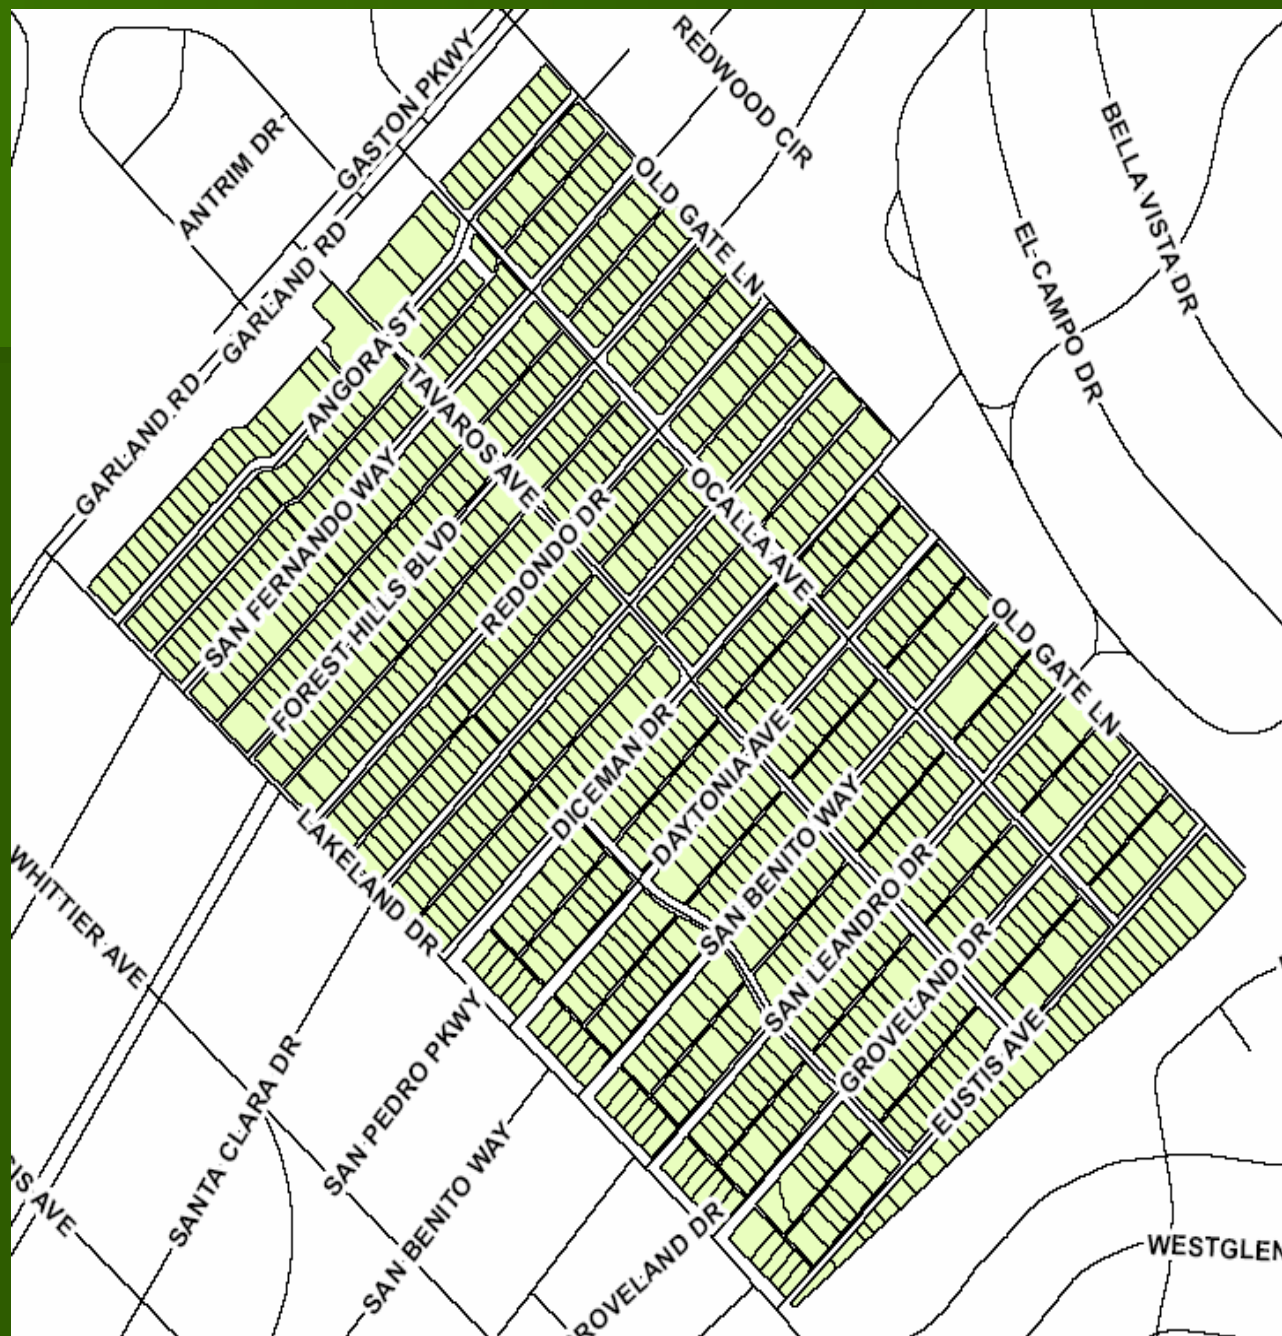 REDWOOD CIR
GASTON PKWY
ANTRIM DR
BELLA VISTA DR
OLD GATE LN
EL CAMPO DR
GARLAND RD
ANGORA ST
GARLAND RD
TAVAROS AVE
SAN FERNANDO WAY
OCALLA AVE
REDONDO DR
FOREST HILLS BLVD
OLD GATE LN
DICEMAN DR
DAYTONIA AVE
LAKELAND DR
SAN BENITO WAY
WHITTIER AVE
SAN LEANDRO DR
GROVELAND DR
EUSTIS AVE
SANTA CLARA DR
SAN PEDRO PKWY
SAN BENITO WAY
IS AVE
ROVELAND DR
WESTGLEN